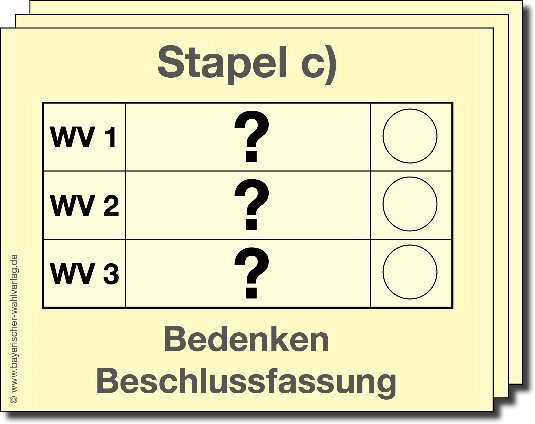 Stapel c)
WV 1 ?
WV 2 ?
WV 3 ?
Bedenken
Beschlussfassung
© www.bayerischer-wahlverlag.de